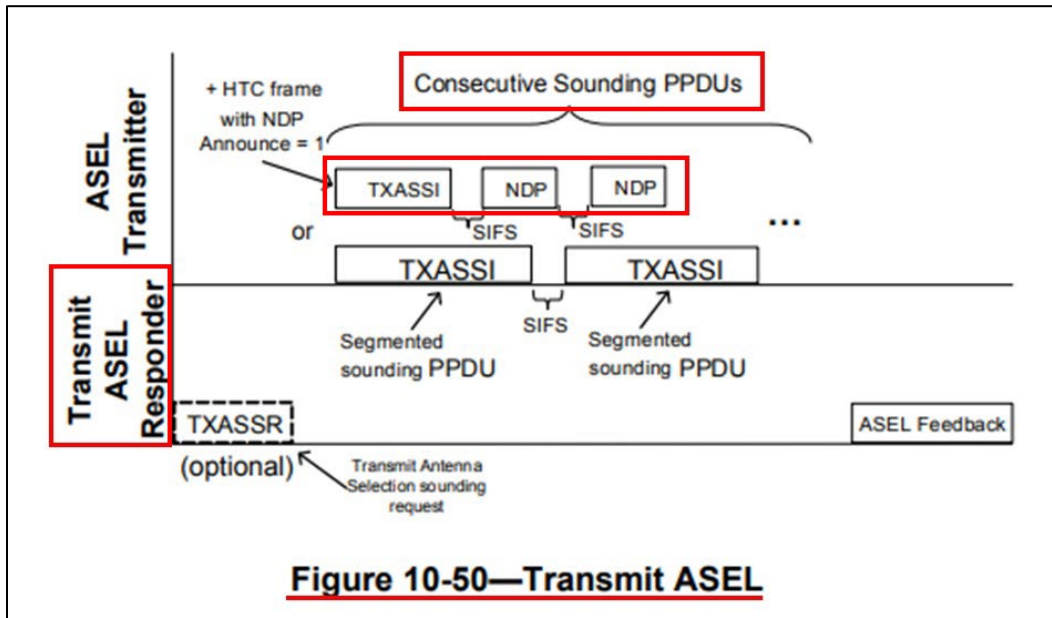 ASEL
Transmitter
Transmit
ASEL
Responder
+ HTC frame
with NDP
Announce = 1
Consecutive Sounding PPDUs
TXASSI
NDP
NDP
...
or
SIFS
SIFS
TXASSI
TXASSI
SIFS
Segmented
sounding PPDU
Segmented
sounding PPDU
TXASSR
(optional)
Transmit Antenna
Selection sounding
request
ASEL Feedback
Figure 10-50—Transmit ASEL